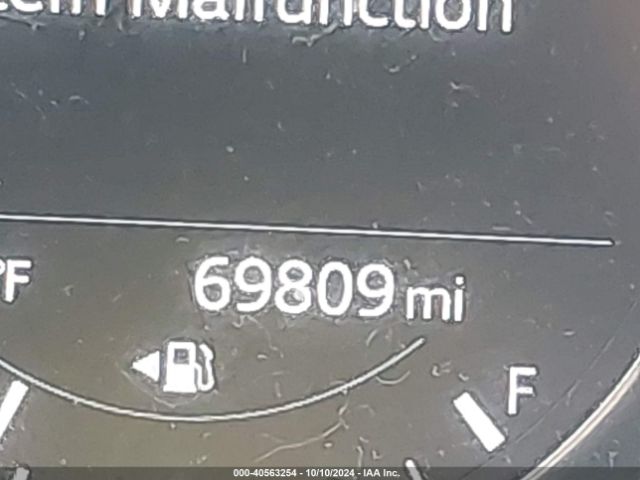 Malfunction
°F 69809 mi
F
000-40563254 - 10/10/2024 - IAA Inc.